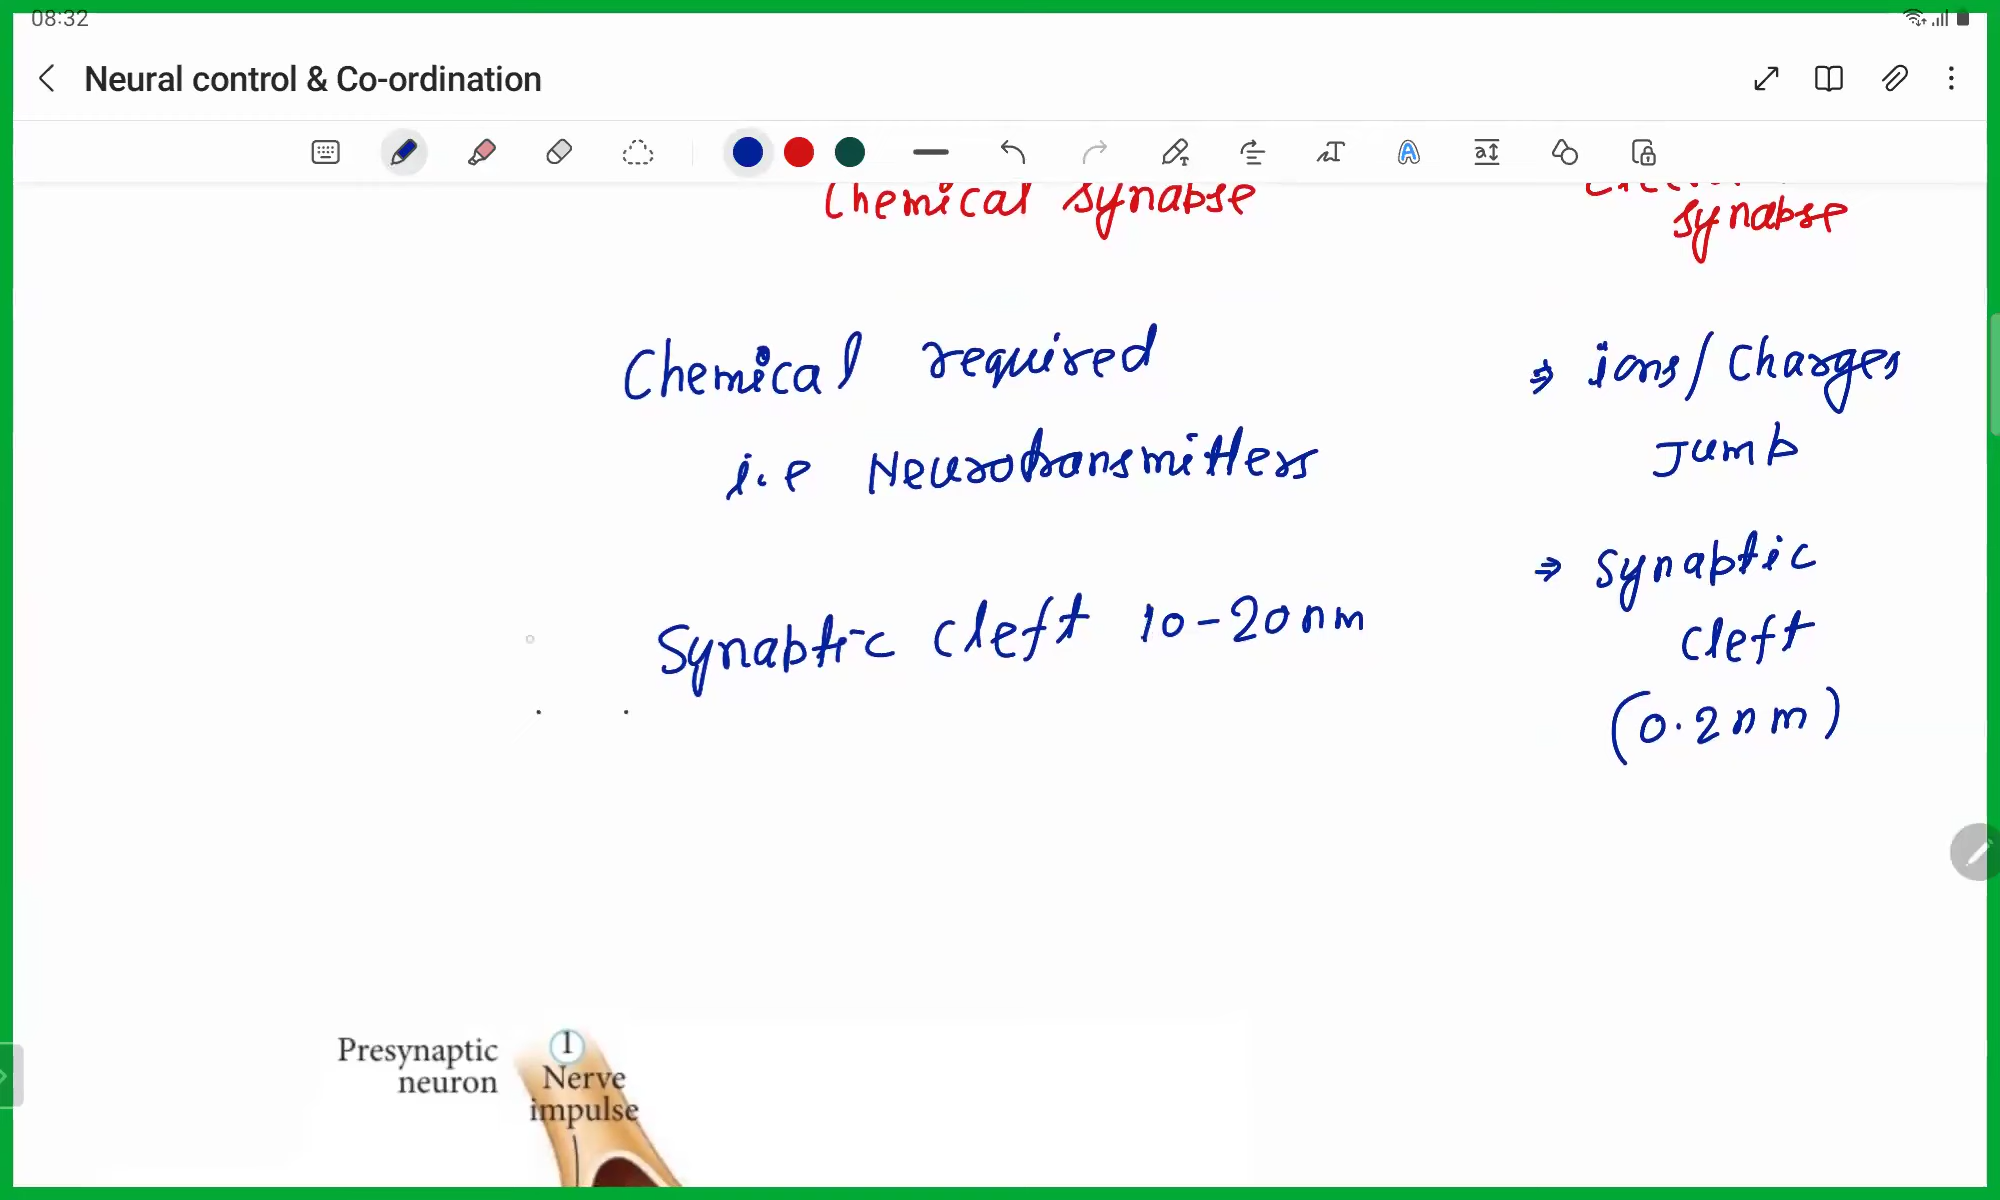 08:32
Neural control & Co-ordination
Chemical synapse
synapse
Chemical required
i.e Neurotransmitters
Synaptic cleft 10-20nm
⇒ ions/Charges
Jump
⇒ Synaptic
cleft
(0.2nm)
Presynaptic
neuron
1
Nerve
impulse